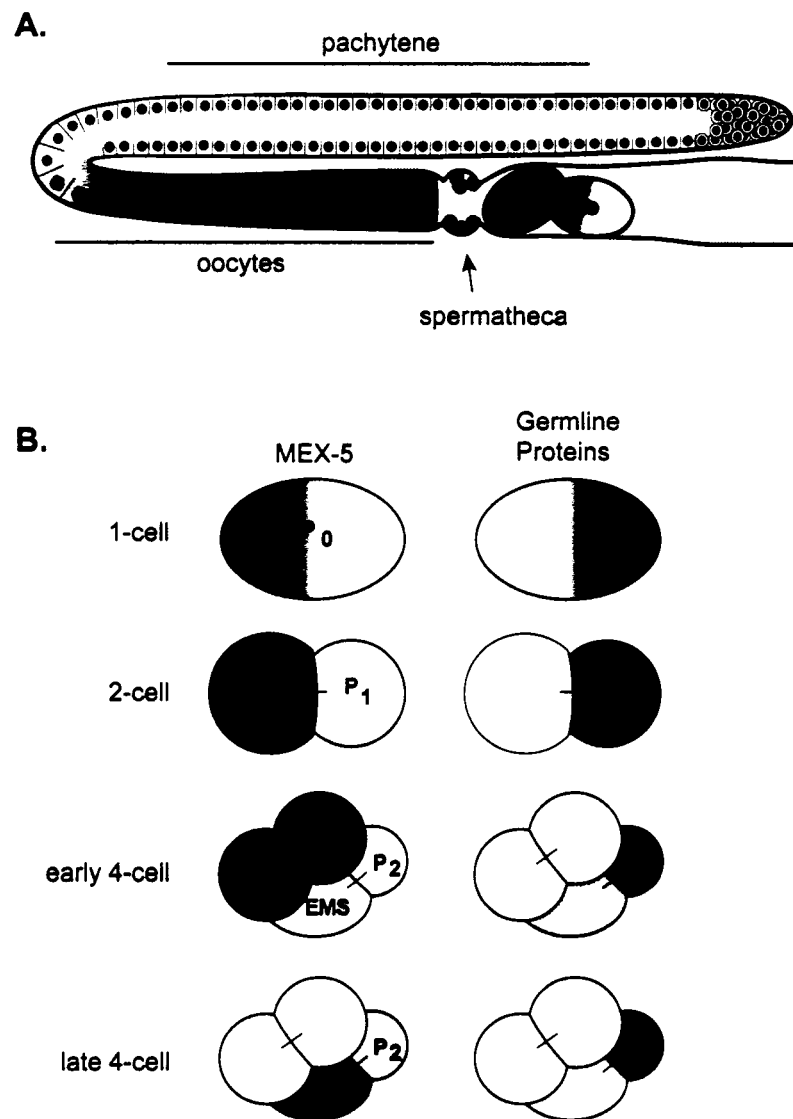 A.
pachytene
oocytes
spermatheca
B.
MEX-5
Germline
Proteins
1-cell
0
2-cell
P1
early 4-cell
P2
EMS
late 4-cell
P2